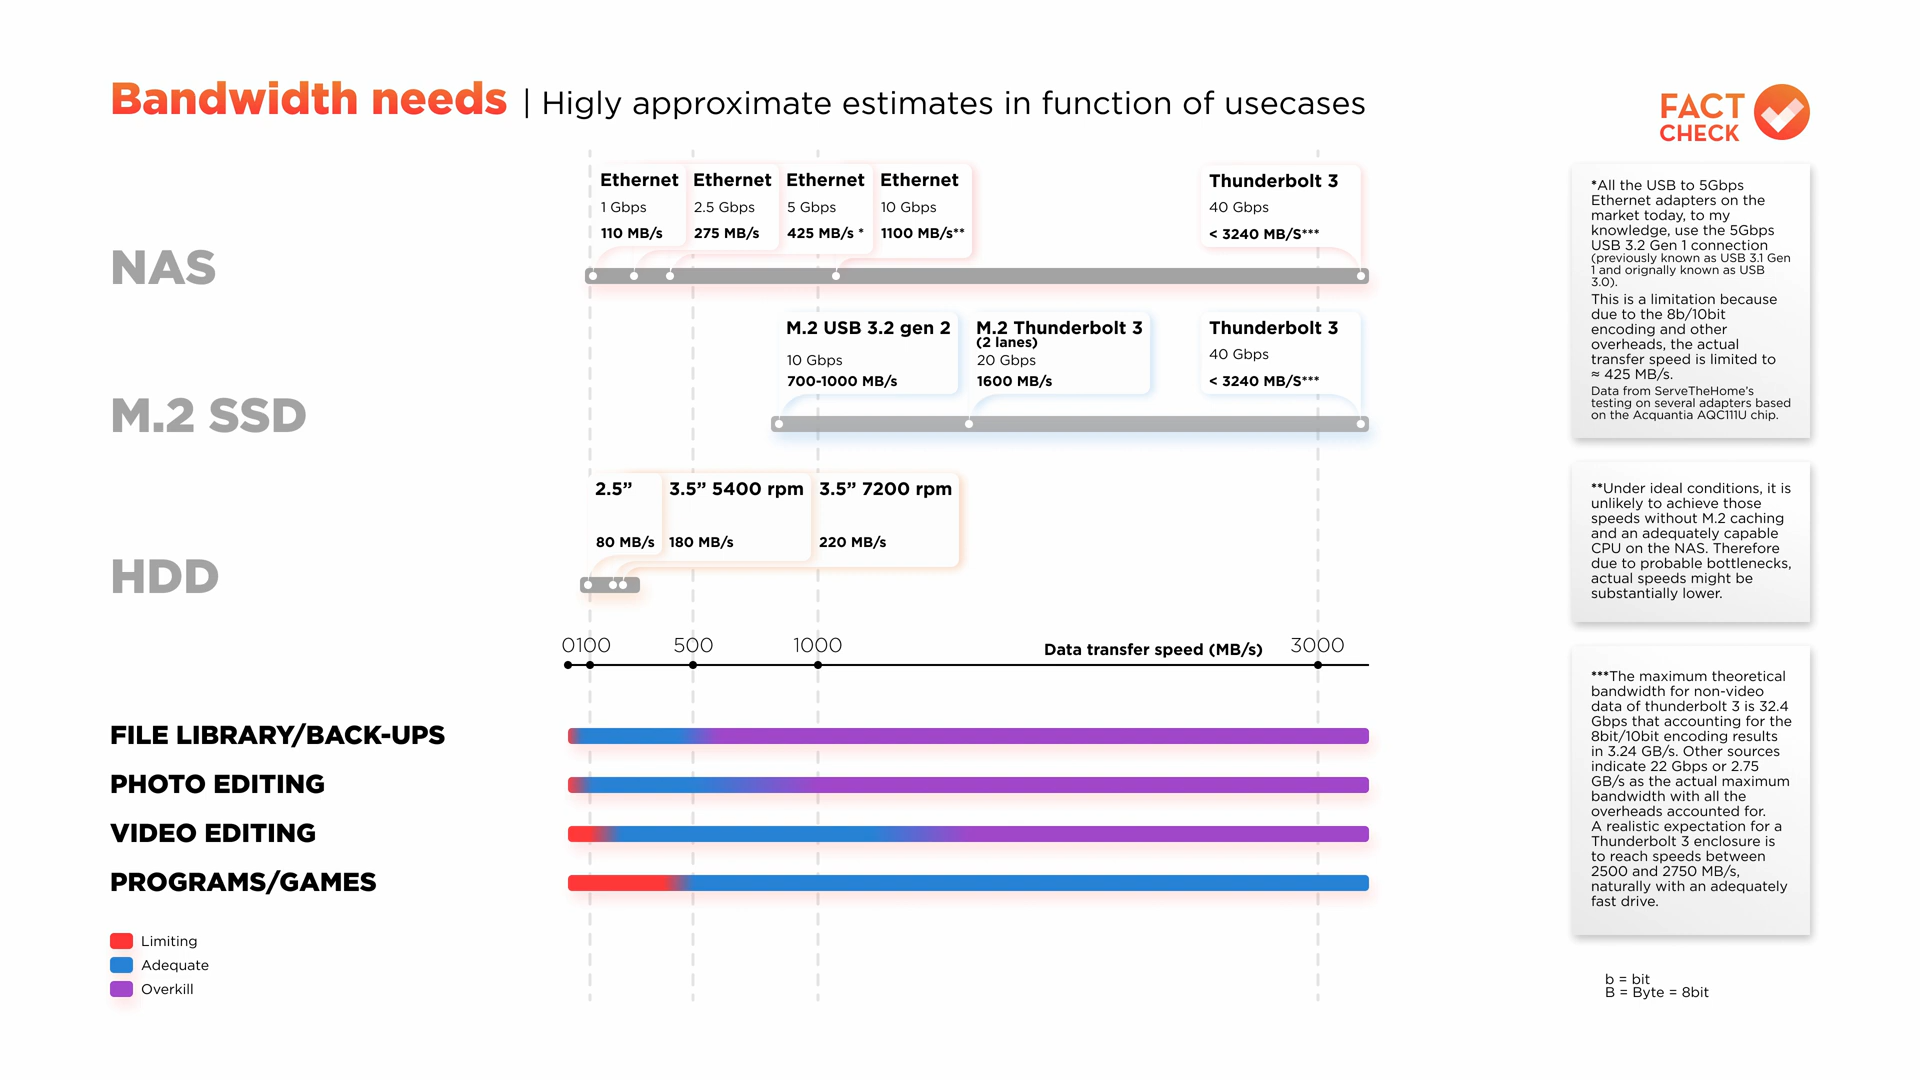 Bandwidth needs | Higly approximate estimates in function of usecases
FACT
CHECK
NAS
Ethernet
1 Gbps
110 MB/s
Ethernet
2.5 Gbps
275 MB/s
Ethernet
5 Gbps
425 MB/s *
Ethernet
10 Gbps
1100 MB/s**
Thunderbolt 3
40 Gbps
< 3240 MB/S***
M.2 SSD
M.2 USB 3.2 gen 2
10 Gbps
700-1000 MB/s
M.2 Thunderbolt 3
(2 lanes)
20 Gbps
1600 MB/s
Thunderbolt 3
40 Gbps
< 3240 MB/S***
HDD
2.5”
80 MB/s
3.5” 5400 rpm
180 MB/s
3.5” 7200 rpm
220 MB/s
0100 500 1000 Data transfer speed (MB/s) 3000
FILE LIBRARY/BACK-UPS
PHOTO EDITING
VIDEO EDITING
PROGRAMS/GAMES
Limiting
Adequate
Overkill
*All the USB to 5Gbps
Ethernet adapters on the
market today, to my
knowledge, use the 5Gbps
USB 3.2 Gen 1 connection
(previously known as USB 3.1 Gen
1 and orignally known as USB
3.0).
This is a limitation because
due to the 8b/10bit
encoding and other
overheads, the actual
transfer speed is limited to
≈ 425 MB/s.
Data from ServeTheHome’s
testing on several adapters based
on the Acquantia AQC111U chip.
**Under ideal conditions, it is
unlikely to achieve those
speeds without M.2 caching
and an adequately capable
CPU on the NAS. Therefore
due to probable bottlenecks,
actual speeds might be
substantially lower.
***The maximum theoretical
bandwidth for non-video
data of thunderbolt 3 is 32.4
Gbps that accounting for the
8bit/10bit encoding results
in 3.24 GB/s. Other sources
indicate 22 Gbps or 2.75
GB/s as the actual maximum
bandwidth with all the
overheads accounted for.
A realistic expectation for a
Thunderbolt 3 enclosure is
to reach speeds between
2500 and 2750 MB/s,
naturally with an adequately
fast drive.
b = bit
B = Byte = 8bit